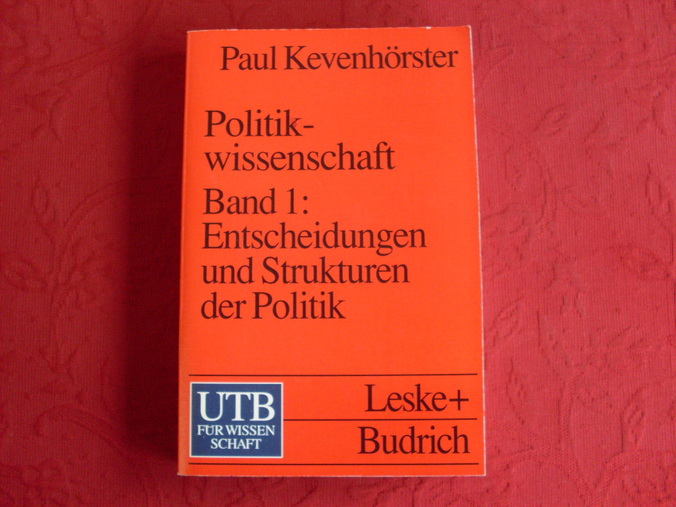 Paul Kevenhörster
Politik-
wissenschaft
Band 1:
Entscheidungen
und Strukturen
der Politik
UTB
FÜR WISSEN
SCHAFT
Leske+
Budrich